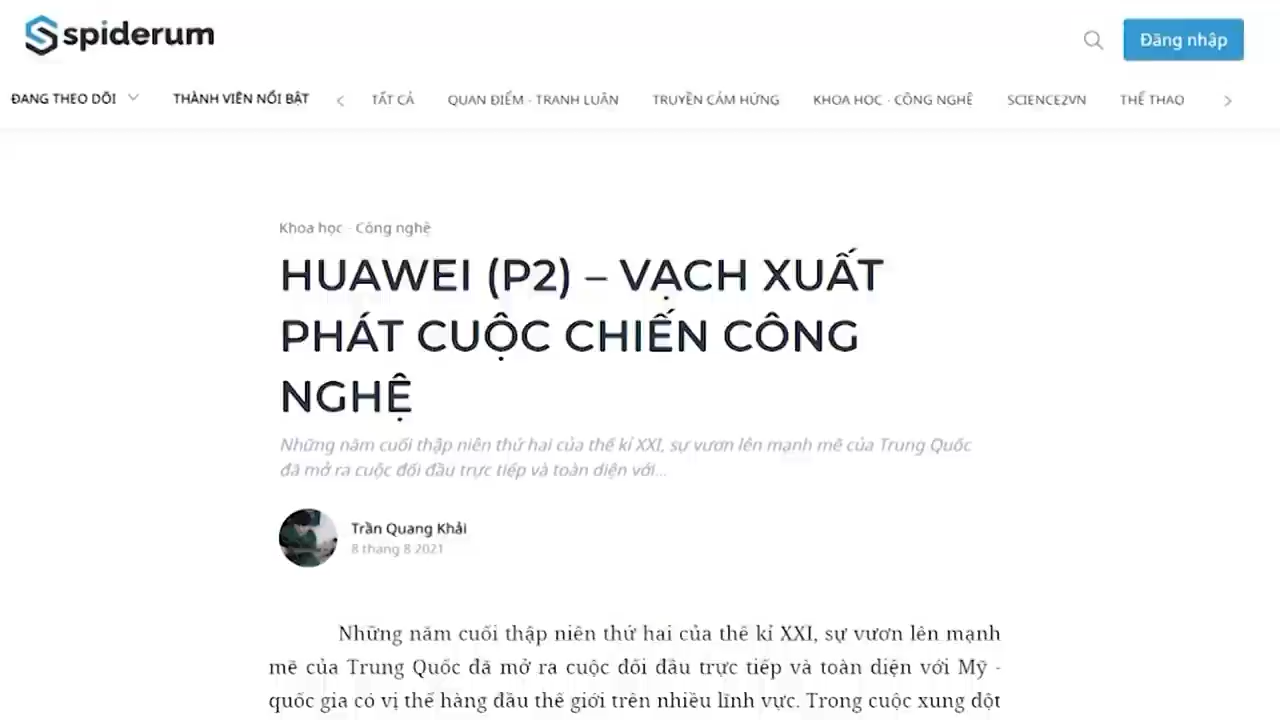 spiderum
Đăng nhập
ĐANG THEO DÕI
THÀNH VIÊN NỔI BẬT
TẤT CẢ
QUAN ĐIỂM - TRANH LUẬN
TRUYỀN CẢM HỨNG
KHOA HỌC - CÔNG NGHỆ
SCIENCE2VN
THỂ THAO
Khoa học - Công nghệ
HUAWEI (P2) – VẠCH XUẤT
PHÁT CUỘC CHIẾN CÔNG
NGHỆ
Những năm cuối thập niên thứ hai của thế kỉ XXI, sự vươn lên mạnh mẽ của Trung Quốc
đã mở ra cuộc đối đầu trực tiếp và toàn diện với...
Trần Quang Khải
8 tháng 8 2021
Những năm cuối thập niên thứ hai của thế kỉ XXI, sự vươn lên mạnh
mẽ của Trung Quốc đã mở ra cuộc đối đầu trực tiếp và toàn diện với Mỹ -
quốc gia có vị thế hàng đầu thế giới trên nhiều lĩnh vực. Trong cuộc xung đột